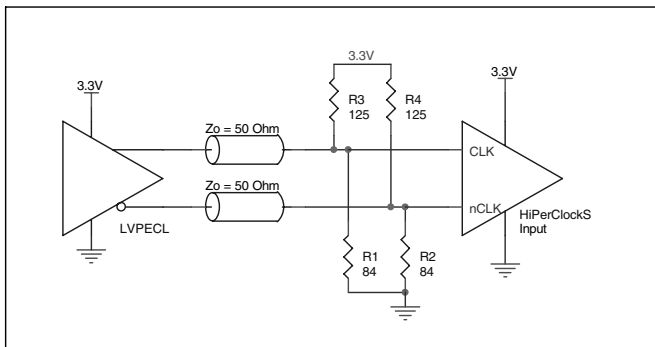 3.3V
3.3V
3.3V
R3
125
R4
125
Zo = 50 Ohm
CLK
Zo = 50 Ohm
nCLK
HiPerClockS
Input
LVPECL
R1
84
R2
84